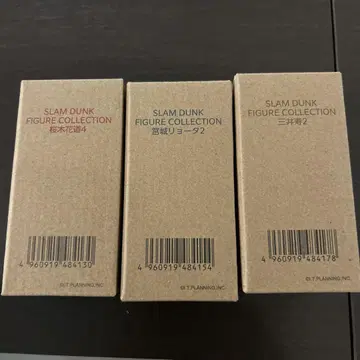 SLAM DUNK
FIGURE COLLECTION
桜木花道4
4 960919 484130
©I.T.PLANNING,INC.
SLAM DUNK
FIGURE COLLECTION
宮城リョータ2
4 960919 484154
©I.T.PLANNING,INC.
SLAM DUNK
FIGURE COLLECTION
三井寿2
4 960919 484178
©I.T.PLANNING,INC.